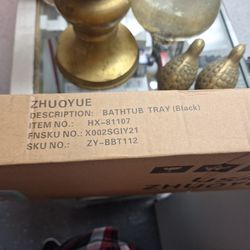 ZHUOYUE
DESCRIPTION: BATHTUB TRAY (Black)
ITEM NO.: HX-81107
FNSKU NO.: X002SGIY21
SKU NO.: ZY-BBT112